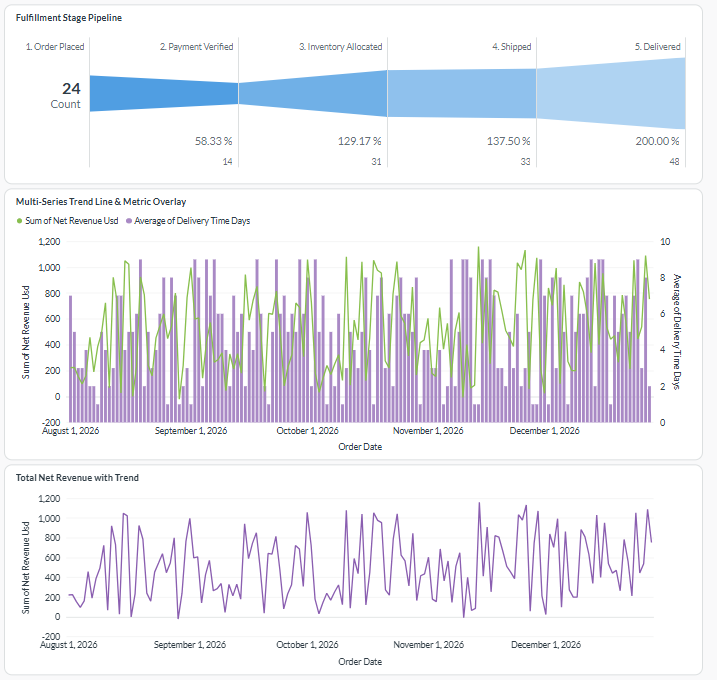 Fulfillment Stage Pipeline
1. Order Placed 2. Payment Verified 3. Inventory Allocated 4. Shipped 5. Delivered
24
Count
58.33 % 129.17 % 137.50 % 200.00 %
14 31 33 48
Multi-Series Trend Line & Metric Overlay
Sum of Net Revenue Usd Average of Delivery Time Days
1,200 10
1,000 8
800
600 6
400 4
200
0 2
-200 0
Sum of Net Revenue Usd
Average of Delivery Time Days
August 1, 2026 September 1, 2026 October 1, 2026 November 1, 2026 December 1, 2026
Order Date
Total Net Revenue with Trend
1,200
1,000
800
600
400
200
0
-200
Sum of Net Revenue Usd
August 1, 2026 September 1, 2026 October 1, 2026 November 1, 2026 December 1, 2026
Order Date